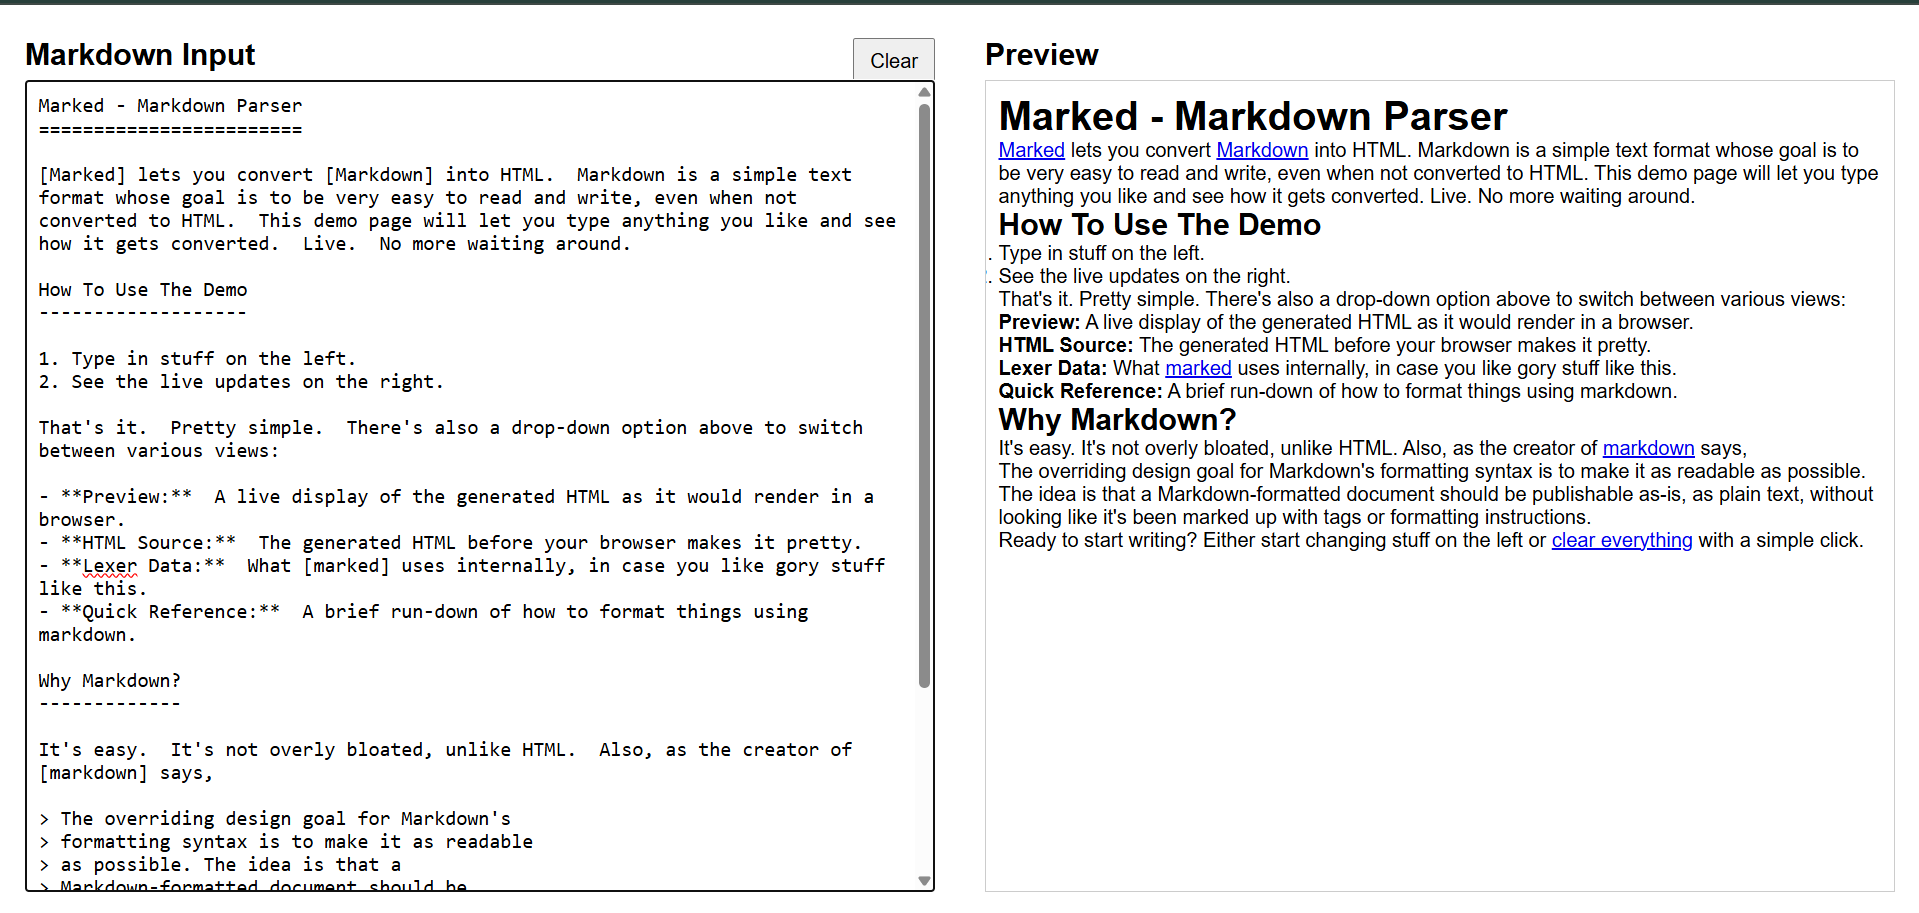 Markdown Input
Clear
Marked - Markdown Parser
========================
[Marked] lets you convert [Markdown] into HTML.  Markdown is a simple text
format whose goal is to be very easy to read and write, even when not
converted to HTML.  This demo page will let you type anything you like and see
how it gets converted.  Live.  No more waiting around.
How To Use The Demo
-------------------
1. Type in stuff on the left.
2. See the live updates on the right.
That's it.  Pretty simple.  There's also a drop-down option above to switch
between various views:
- **Preview:**  A live display of the generated HTML as it would render in a
browser.
- **HTML Source:**  The generated HTML before your browser makes it pretty.
- **Lexer Data:**  What [marked] uses internally, in case you like gory stuff
like this.
- **Quick Reference:**  A brief run-down of how to format things using
markdown.
Why Markdown?
-------------
It's easy.  It's not overly bloated, unlike HTML.  Also, as the creator of
[markdown] says,
> The overriding design goal for Markdown's
> formatting syntax is to make it as readable
> as possible. The idea is that a
> Markdown-formatted document should be
Preview
Marked - Markdown Parser
Marked lets you convert Markdown into HTML. Markdown is a simple text format whose goal is to
be very easy to read and write, even when not converted to HTML. This demo page will let you type
anything you like and see how it gets converted. Live. No more waiting around.
How To Use The Demo
. Type in stuff on the left.
. See the live updates on the right.
That's it. Pretty simple. There's also a drop-down option above to switch between various views:
Preview: A live display of the generated HTML as it would render in a browser.
HTML Source: The generated HTML before your browser makes it pretty.
Lexer Data: What marked uses internally, in case you like gory stuff like this.
Quick Reference: A brief run-down of how to format things using markdown.
Why Markdown?
It's easy. It's not overly bloated, unlike HTML. Also, as the creator of markdown says,
The overriding design goal for Markdown's formatting syntax is to make it as readable as possible.
The idea is that a Markdown-formatted document should be publishable as-is, as plain text, without
looking like it's been marked up with tags or formatting instructions.
Ready to start writing? Either start changing stuff on the left or clear everything with a simple click.